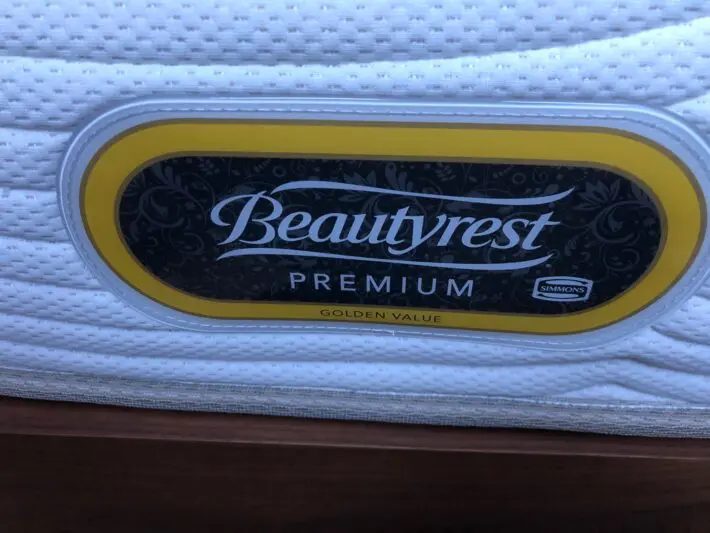 Beautyrest
PREMIUM
SIMMONS
GOLDEN VALUE